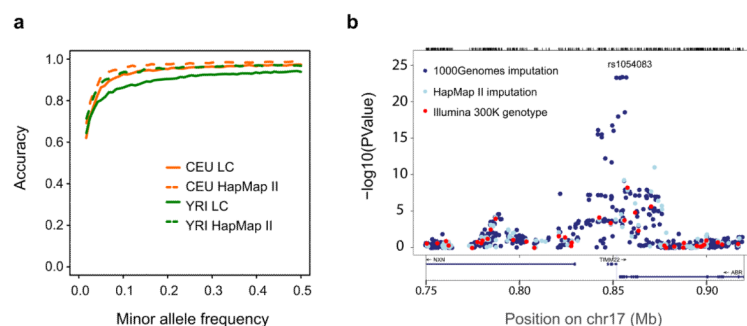 a
Accuracy
1.0
0.8
0.6
0.4
0.2
0.0
CEU LC
CEU HapMap II
YRI LC
YRI HapMap II
0.0 0.1 0.2 0.3 0.4 0.5
Minor allele frequency
b
−log10(PValue)
25
20
15
10
5
0
rs1054083
1000Genomes imputation
HapMap II imputation
Illumina 300K genotype
← NXN
TIMM22 →
← ABR
0.75 0.80 0.85 0.90
Position on chr17 (Mb)